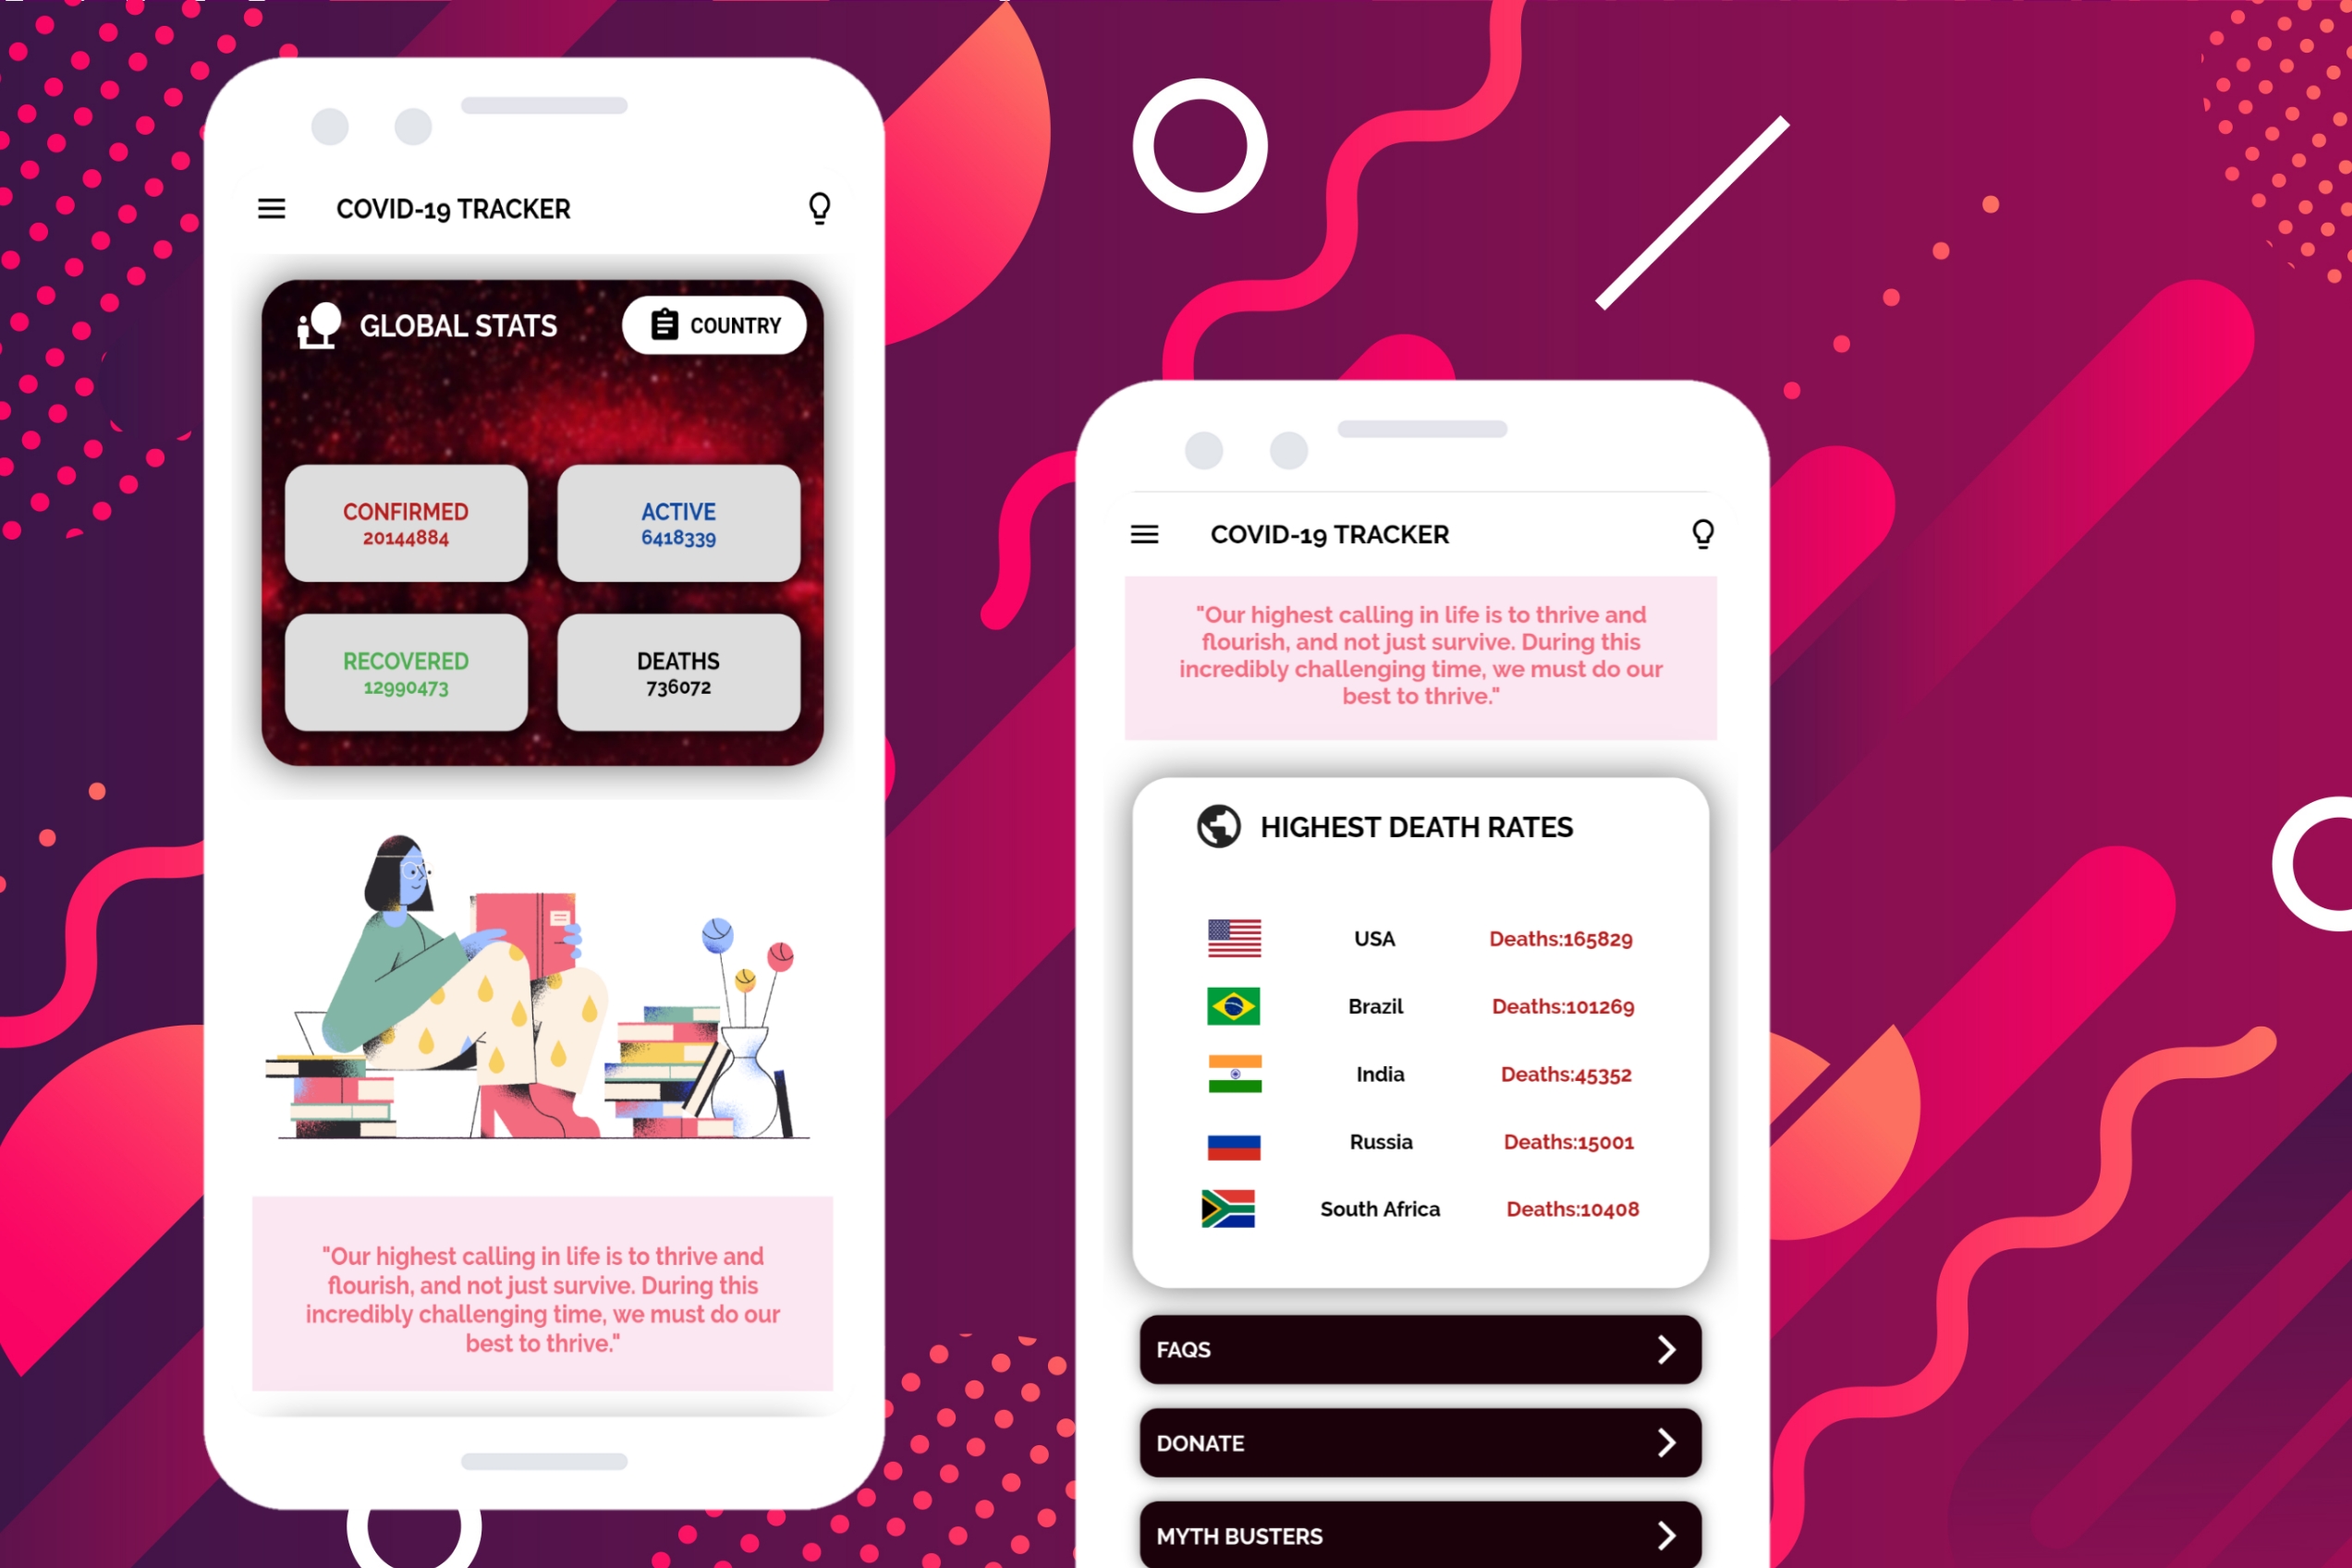 COVID-19 TRACKER
GLOBAL STATS
COUNTRY
CONFIRMED
20144884
ACTIVE
6418339
RECOVERED
12990473
DEATHS
736072
"Our highest calling in life is to thrive and
flourish, and not just survive. During this
incredibly challenging time, we must do our
best to thrive."
COVID-19 TRACKER
"Our highest calling in life is to thrive and
flourish, and not just survive. During this
incredibly challenging time, we must do our
best to thrive."
HIGHEST DEATH RATES
USA Deaths:165829
Brazil Deaths:101269
India Deaths:45352
Russia Deaths:15001
South Africa Deaths:10408
FAQS
DONATE
MYTH BUSTERS